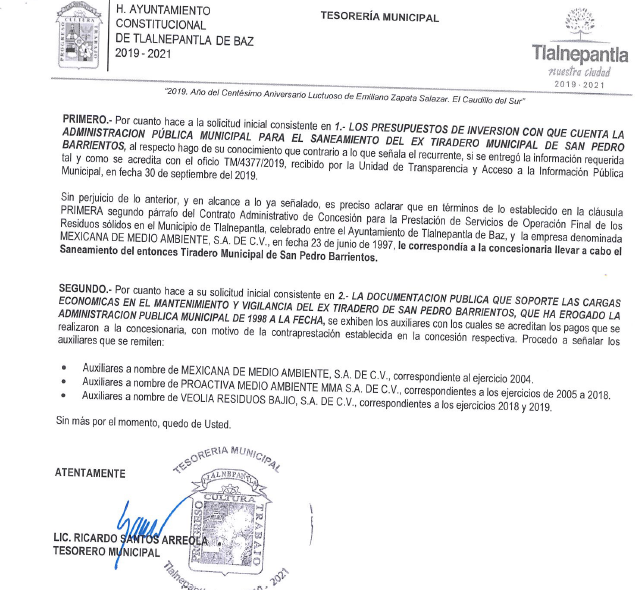 H. AYUNTAMIENTO
CONSTITUCIONAL
DE TLALNEPANTLA DE BAZ
2019 - 2021
TESORERÍA MUNICIPAL
PROGRESO CULTURA TRABAJO
Tlalnepantla
nuestra ciudad
2019 - 2021
"2019. Año del Centésimo Aniversario Luctuoso de Emiliano Zapata Salazar. El Caudillo del Sur"
PRIMERO.- Por cuanto hace a la solicitud inicial consistente en 1.- LOS PRESUPUESTOS DE INVERSION CON QUE CUENTA LA
ADMINISTRACION PÚBLICA MUNICIPAL PARA EL SANEAMIENTO DEL EX TIRADERO MUNICIPAL DE SAN PEDRO
BARRIENTOS, al respecto hago de su conocimiento que contrario a lo que señala el recurrente, si se entregó la información requerida
tal y como se acredita con el oficio TM/4377/2019, recibido por la Unidad de Transparencia y Acceso a la Información Pública
Municipal, en fecha 30 septiembre del 2019.
Sin perjuicio de lo anterior, y en alcance a lo ya señalado, es preciso aclarar que en términos de lo establecido en la cláusula
PRIMERA segundo párrafo del Contrato Administrativo de Concesión para la Prestación de Servicios de Operación Final de los
Residuos sólidos en el Municipio de Tlalnepantla, celebrado entre el Ayuntamiento de Tlalnepantla de Baz, y la empresa denominada
MEXICANA DE MEDIO AMBIENTE, S.A. DE C.V., en fecha 23 de junio de 1997, le correspondía a la concesionaria llevar a cabo el
Saneamiento del entonces Tiradero Municipal de San Pedro Barrientos.
SEGUNDO.- Por cuanto hace a su solicitud inicial consistente en 2.- LA DOCUMENTACION PUBLICA QUE SOPORTE LAS CARGAS
ECONOMICAS EN EL MANTENIMIENTO Y VIGILANCIA DEL EX TIRADERO DE SAN PEDRO BARRIENTOS, QUE HA EROGADO LA
ADMINISTRACION PUBLICA MUNICIPAL DE 1998 A LA FECHA, se exhiben los auxiliares con los cuales se acreditan los pagos que se
realizaron a la concesionaria, con motivo de la contraprestación establecida en la concesión respectiva. Procedo a señalar los
auxiliares que se remiten:
• Auxiliares a nombre de MEXICANA DE MEDIO AMBIENTE, S.A. DE C.V., correspondiente al ejercicio 2004.
• Auxiliares a nombre de PROACTIVA MEDIO AMBIENTE MMA S.A. DE C.V., correspondientes a los ejercicios de 2005 a 2018.
• Auxiliares a nombre de VEOLIA RESIDUOS BAJIO, S.A. DE C.V., correspondientes a los ejercicios 2018 y 2019.
Sin más por el momento, quedo de Usted.
ATENTAMENTE
LIC. RICARDO SANTOS ARREOLA
TESORERO MUNICIPAL
TESORERIA MUNICIPAL
TLALNEPANTLA
PROGRESO CULTURA TRABAJO
Tlalnepantla
- 2021